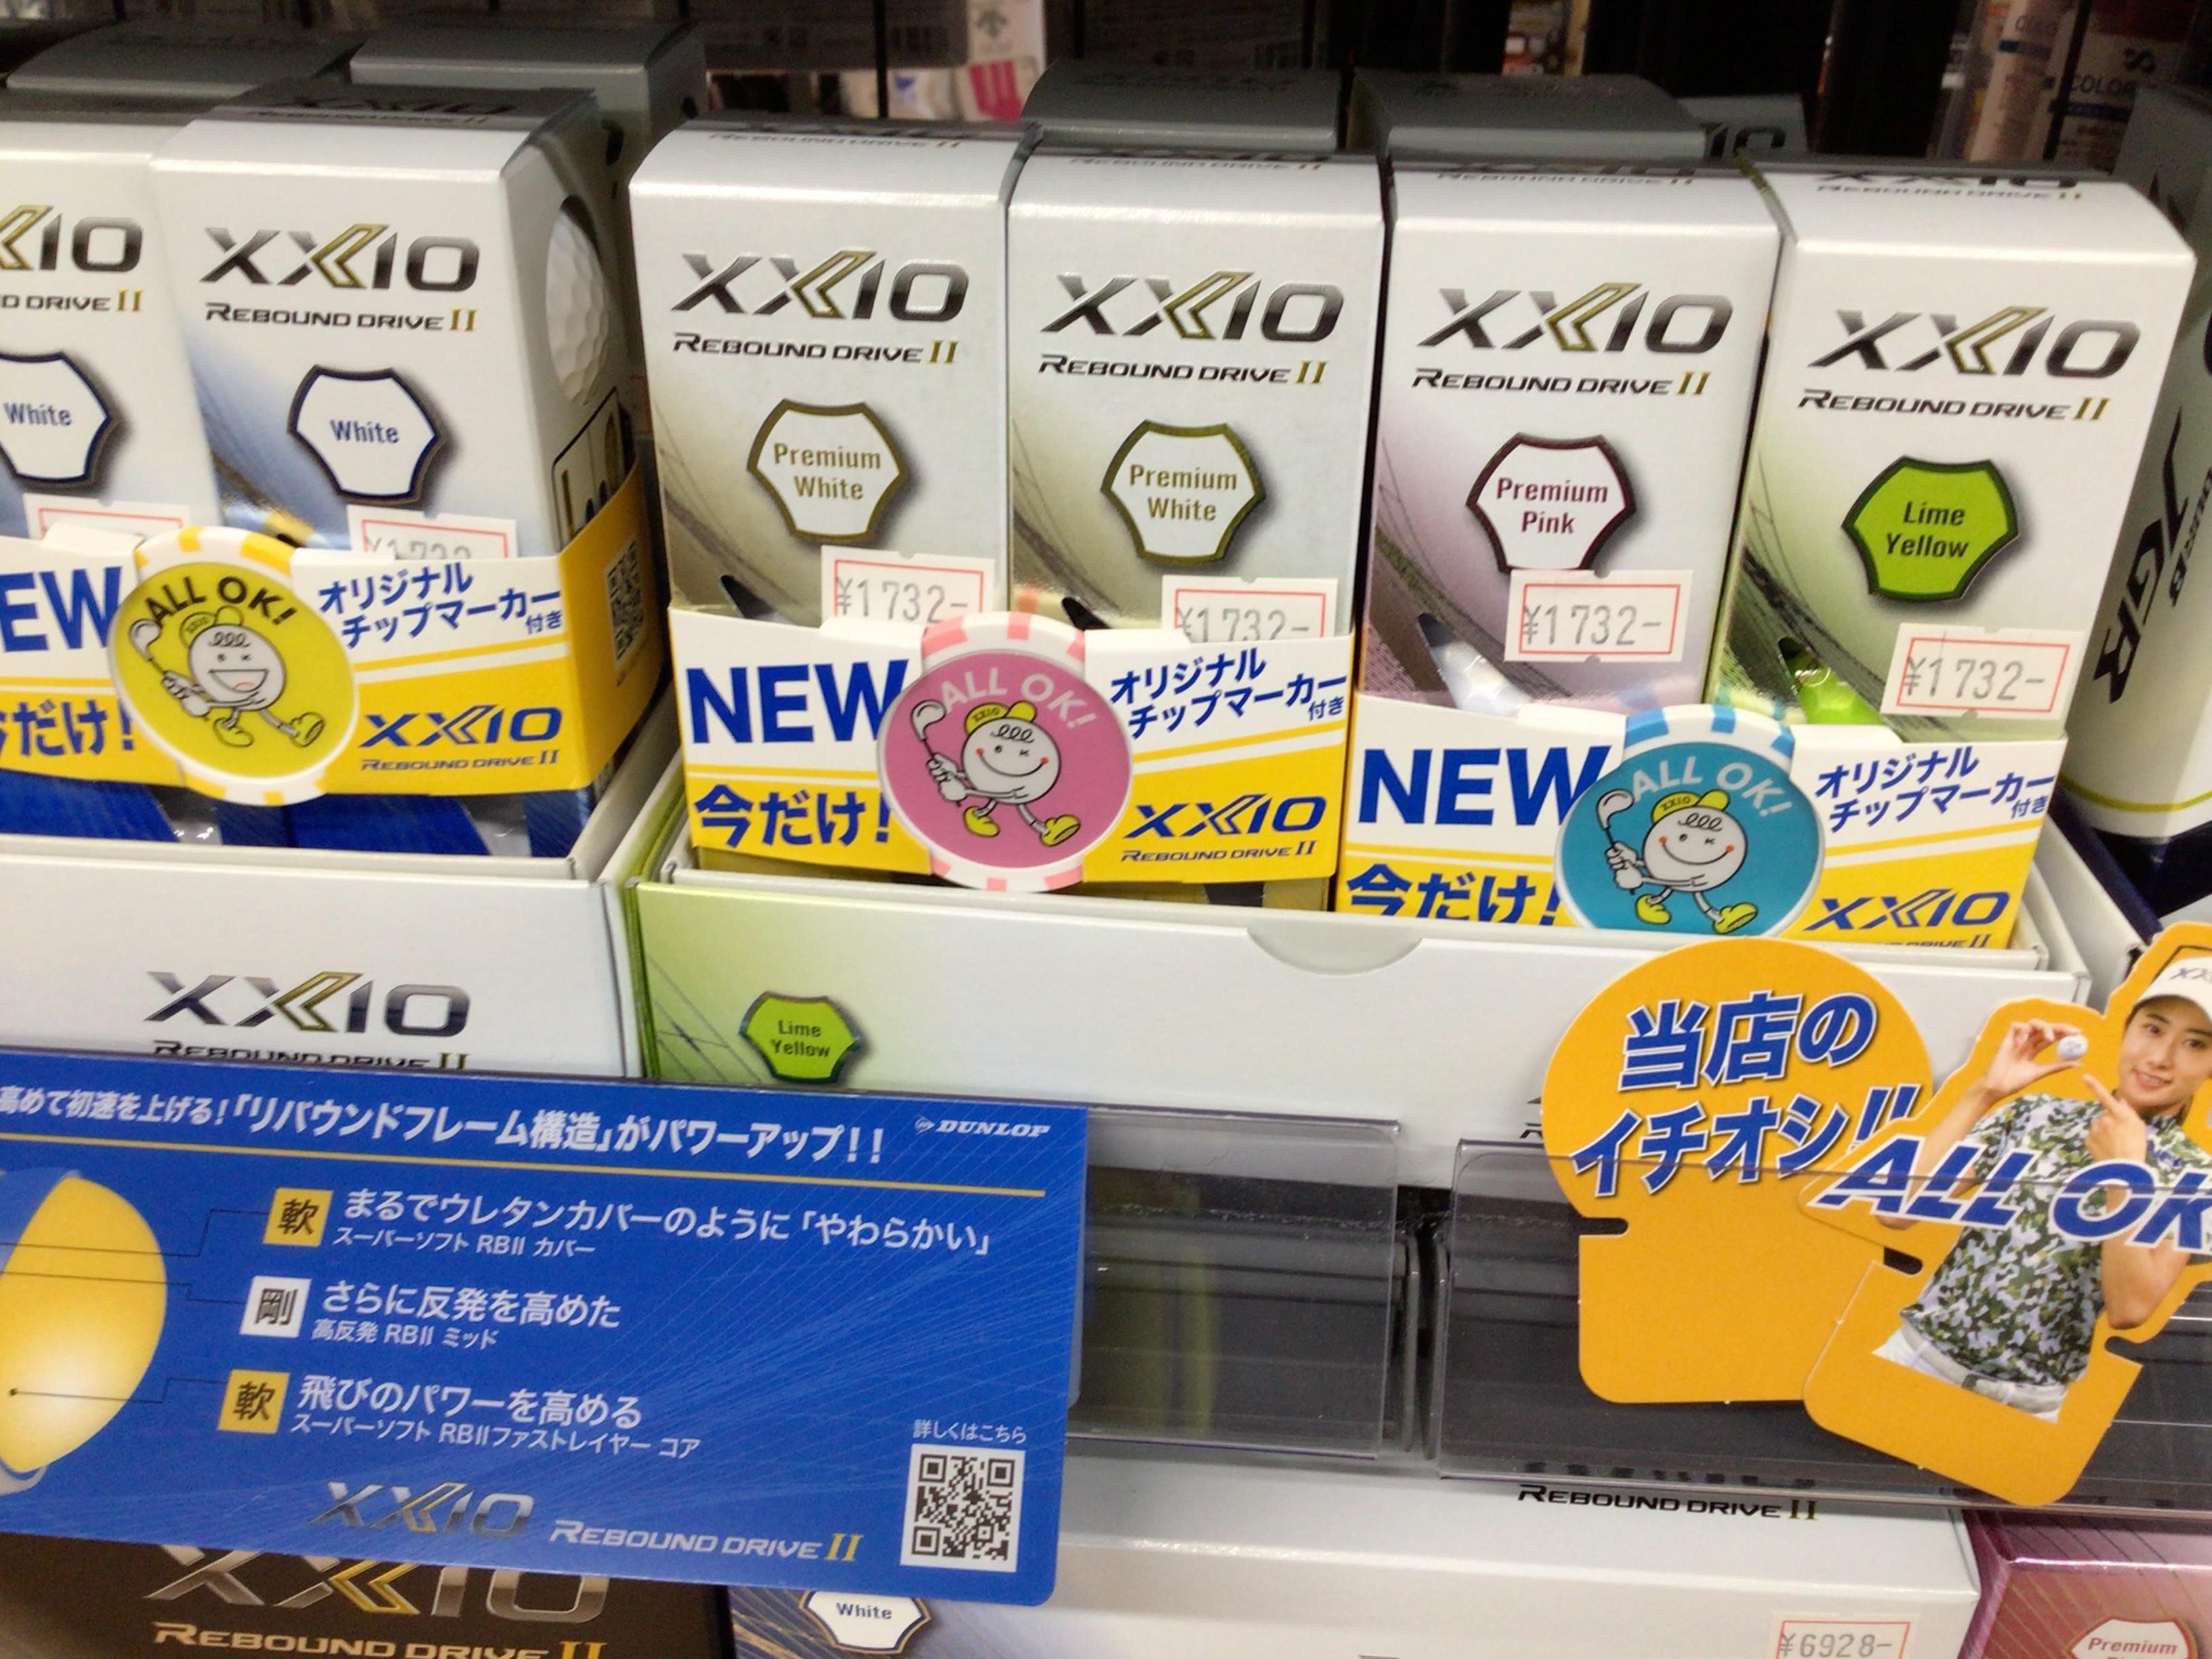 XXIO
REBOUND DRIVE II
White
XXIO
REBOUND DRIVE II
White
¥1732-
XXIO
REBOUND DRIVE II
Premium
White
¥1732-
XXIO
REBOUND DRIVE II
Premium
White
¥1732-
XXIO
REBOUND DRIVE II
Premium
Pink
¥1732-
XXIO
REBOUND DRIVE II
Lime
Yellow
¥1732-
ALL OK!
オリジナル
チップマーカー
付き
だけ!
XXIO
REBOUND DRIVE II
NEW
今だけ!
ALL OK!
オリジナル
チップマーカー
付き
XXIO
REBOUND DRIVE II
NEW
今だけ!
ALL OK!
オリジナル
チップマーカー
付き
XXIO
XXIO
REBOUND DRIVE II
Lime
Yellow
当店の
イチオシ!!
ALL OK
高めて初速を上げる!「リバウンドフレーム構造」がパワーアップ!!
DUNLOP
軟 まるでウレタンカバーのように「やわらかい」
スーパーソフト RBII カバー
剛 さらに反発を高めた
高反発 RBII ミッド
軟 飛びのパワーを高める
スーパーソフト RBIIファストレイヤー コア
詳しくはこちら
XXIO REBOUND DRIVE II
REBOUND DRIVE II
XXIO
REBOUND DRIVE II
White
¥6928-
Premium